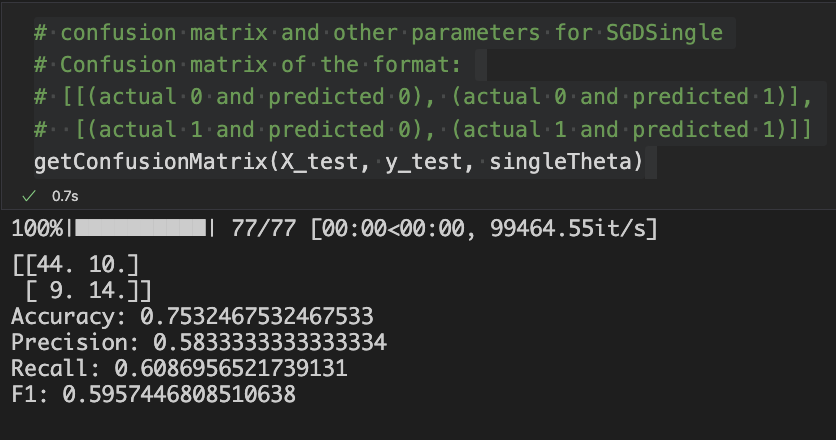 # confusion matrix and other parameters for SGDSingle
# Confusion matrix of the format:
# [[(actual 0 and predicted 0), (actual 0 and predicted 1)],
#  [(actual 1 and predicted 0), (actual 1 and predicted 1)]]
getConfusionMatrix(X_test, y_test, singleTheta)
✓ 0.7s
100%|██████████| 77/77 [00:00<00:00, 99464.55it/s]
[[44. 10.]
 [ 9. 14.]]
Accuracy: 0.7532467532467533
Precision: 0.5833333333333334
Recall: 0.6086956521739131
F1: 0.5957446808510638